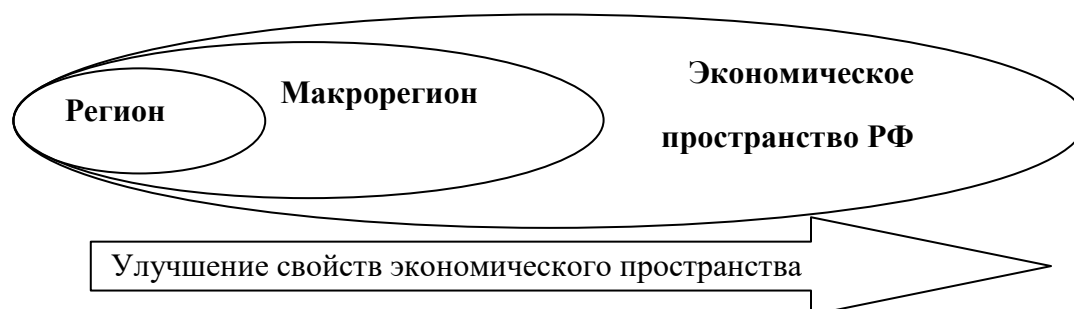 Регион
Макрорегион
Экономическое
пространство РФ
Улучшение свойств экономического пространства